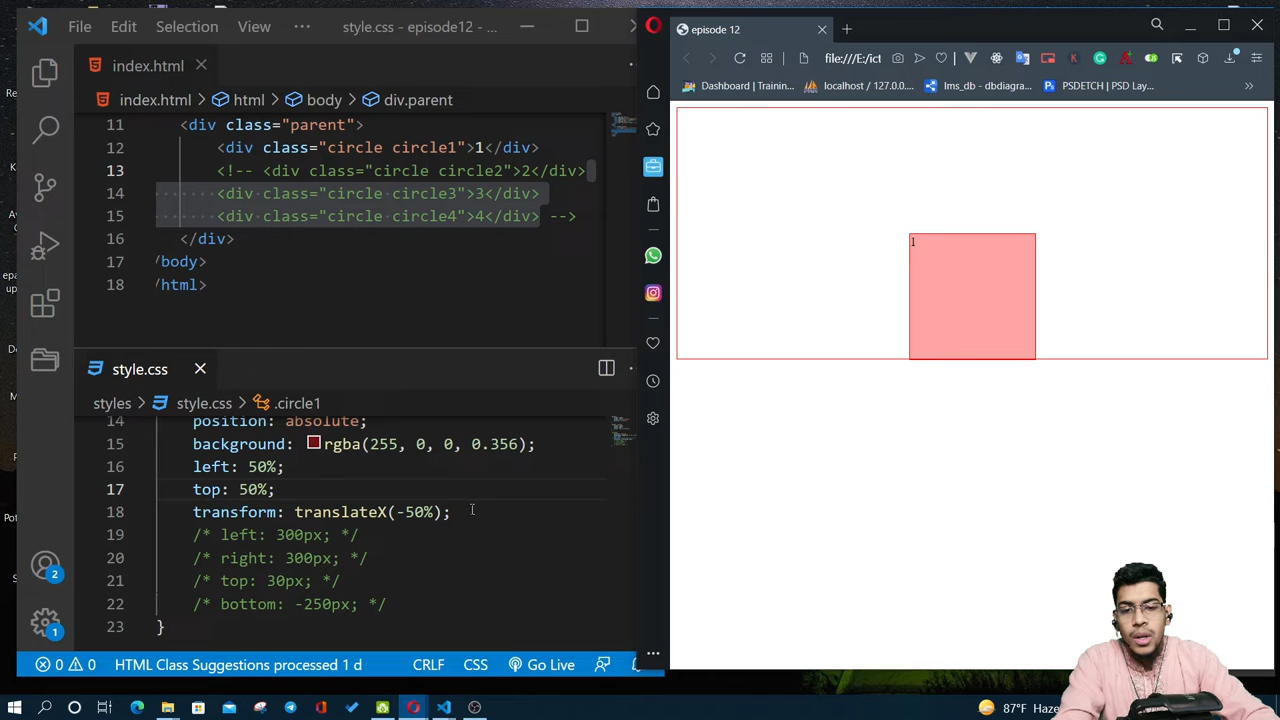 File Edit Selection View ··· style.css - episode12 - ...
index.html
index.html > html > body > div.parent
11 <div class="parent">
12 <div class="circle circle1">1</div>
13 <!-- <div class="circle circle2">2</div>
14 <div class="circle circle3">3</div>
15 <div class="circle circle4">4</div> -->
16 </div>
17 /body>
18 /html>
style.css
styles > style.css > .circle1
14 position: absolute;
15 background: rgba(255, 0, 0, 0.356);
16 left: 50%;
17 top: 50%;
18 transform: translateX(-50%);
19 /* left: 300px; */
20 /* right: 300px; */
21 /* top: 30px; */
22 /* bottom: -250px; */
23 }
2
1
0 0 HTML Class Suggestions processed 1 d CRLF CSS Go Live
episode 12
file:///E:/ict
Dashboard | Trainin... localhost / 127.0.0.... lms_db - dbdiagra... PSDETCH | PSD Lay... »
1
87°F Haze